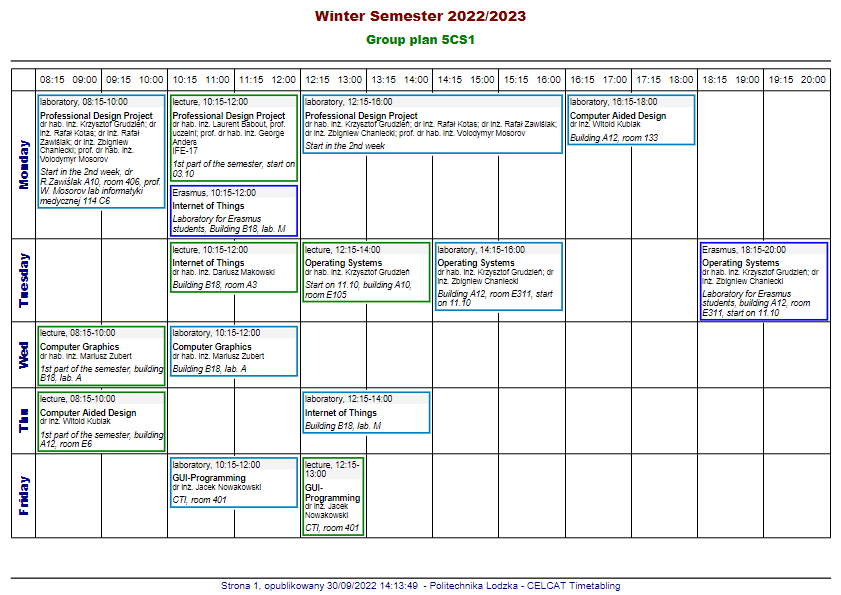 Winter Semester 2022/2023
Group plan 5CS1
08:15 09:00 09:15 10:00 10:15 11:00 11:15 12:00 12:15 13:00 13:15 14:00 14:15 15:00 15:15 16:00 16:15 17:00 17:15 18:00 18:15 19:00 19:15 20:00
Monday
laboratory, 08:15-10:00
Professional Design Project
dr hab. inż. Krzysztof Grudzień; dr
inż. Rafał Kotas; dr inż. Rafał
Zawiślak; dr inż. Zbigniew
Chaniecki; prof. dr hab. inż.
Volodymyr Mosorov
Start in the 2nd week, dr
R.Zawiślak A10, room 406, prof.
W. Mosorov lab informatyki
medycznej 114 C6
lecture, 10:15-12:00
Professional Design Project
dr hab. inż. Laurent Babout, prof.
uczelni; prof. dr hab. inż. George
Anders
IFE-17
1st part of the semester, start on
03.10
Erasmus, 10:15-12:00
Internet of Things
Laboratory for Erasmus
students, Building B18, lab. M
laboratory, 12:15-16:00
Professional Design Project
dr hab. inż. Krzysztof Grudzień; dr inż. Rafał Kotas; dr inż. Rafał Zawiślak;
dr inż. Zbigniew Chaniecki; prof. dr hab. inż. Volodymyr Mosorov
Start in the 2nd week
laboratory, 16:15-18:00
Computer Aided Design
dr inż. Witold Kubiak
Building A12, room 133
Tuesday
lecture, 10:15-12:00
Internet of Things
dr hab. inż. Dariusz Makowski
Building B18, room A3
lecture, 12:15-14:00
Operating Systems
dr hab. inż. Krzysztof Grudzień
Start on 11.10, building A10,
room E105
laboratory, 14:15-16:00
Operating Systems
dr hab. inż. Krzysztof Grudzień; dr
inż. Zbigniew Chaniecki
Building A12, room E311, start
on 11.10
Erasmus, 18:15-20:00
Operating Systems
dr hab. inż. Krzysztof Grudzień; dr
inż. Zbigniew Chaniecki
Laboratory for Erasmus
students, building A12, room
E311, start on 11.10
Wed
lecture, 08:15-10:00
Computer Graphics
dr hab. inż. Mariusz Zubert
1st part of the semester, building
B18, lab. A
laboratory, 10:15-12:00
Computer Graphics
dr hab. inż. Mariusz Zubert
Building B18, lab. A
Thu
lecture, 08:15-10:00
Computer Aided Design
dr inż. Witold Kubiak
1st part of the semester, building
A12, room E6
laboratory, 12:15-14:00
Internet of Things
Building B18, lab. M
Friday
laboratory, 10:15-12:00
GUI-Programming
dr inż. Jacek Nowakowski
CTI, room 401
lecture, 12:15-
13:00
GUI-
Programming
dr inż. Jacek
Nowakowski
CTI, room 401
Strona 1, opublikowany 30/09/2022 14:13:49 - Politechnika Lodzka - CELCAT Timetabling